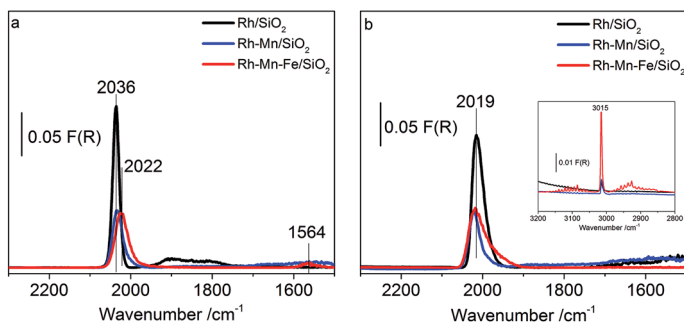 a
Rh/SiO₂
Rh-Mn/SiO₂
Rh-Mn-Fe/SiO₂
2036
2022
0.05 F(R)
1564
2200 2000 1800 1600
Wavenumber /cm⁻¹
b
Rh/SiO₂
Rh-Mn/SiO₂
Rh-Mn-Fe/SiO₂
2019
0.05 F(R)
3015
0.01 F(R)
3200 3100 3000 2900 2800
Wavenumber /cm⁻¹
2200 2000 1800 1600
Wavenumber /cm⁻¹